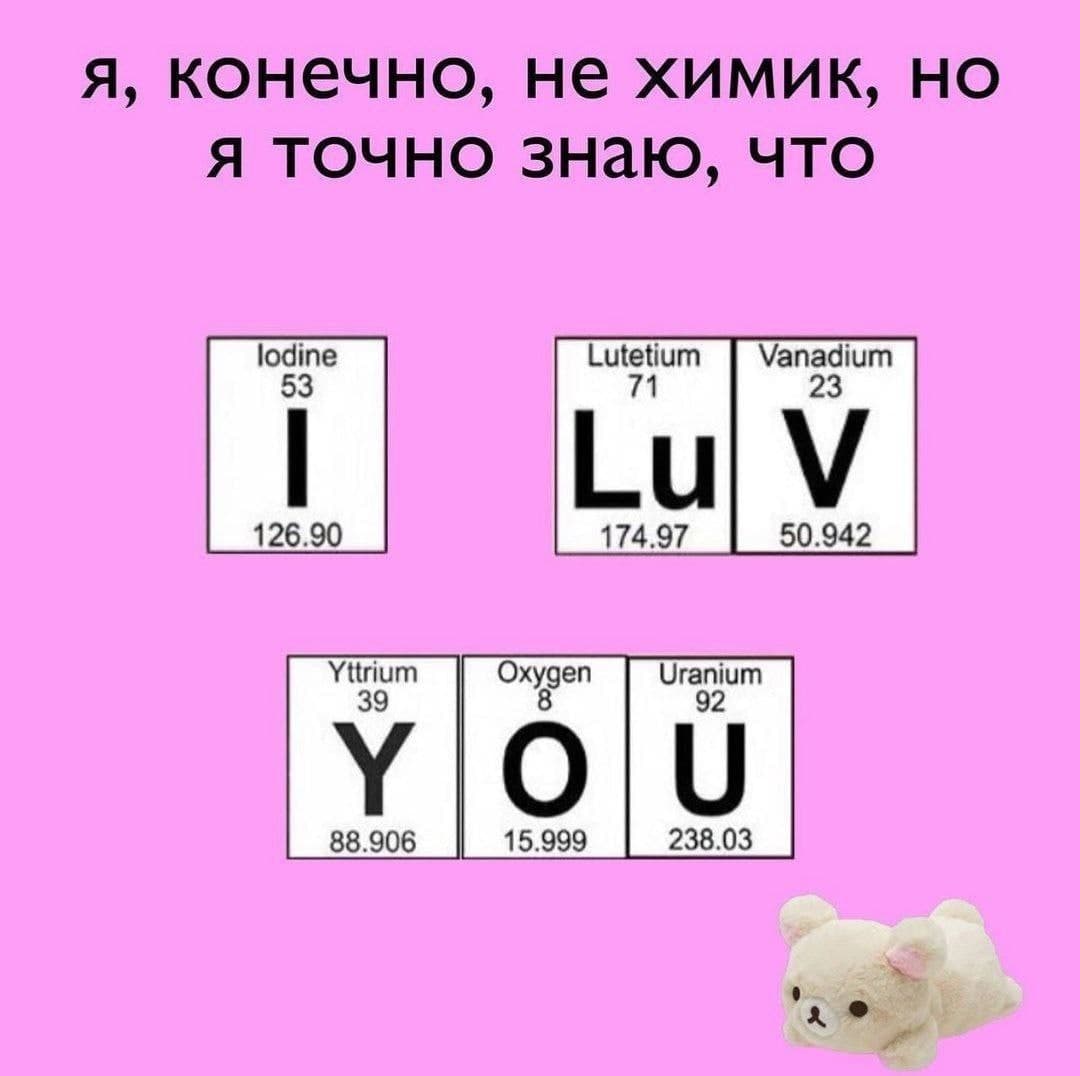 я, конечно, не химик, но
я точно знаю, что
Iodine Lutetium Vanadium
53 71 23
I Lu V
126.90 174.97 50.942
Yttrium Oxygen Uranium
39 8 92
Y O U
88.906 15.999 238.03